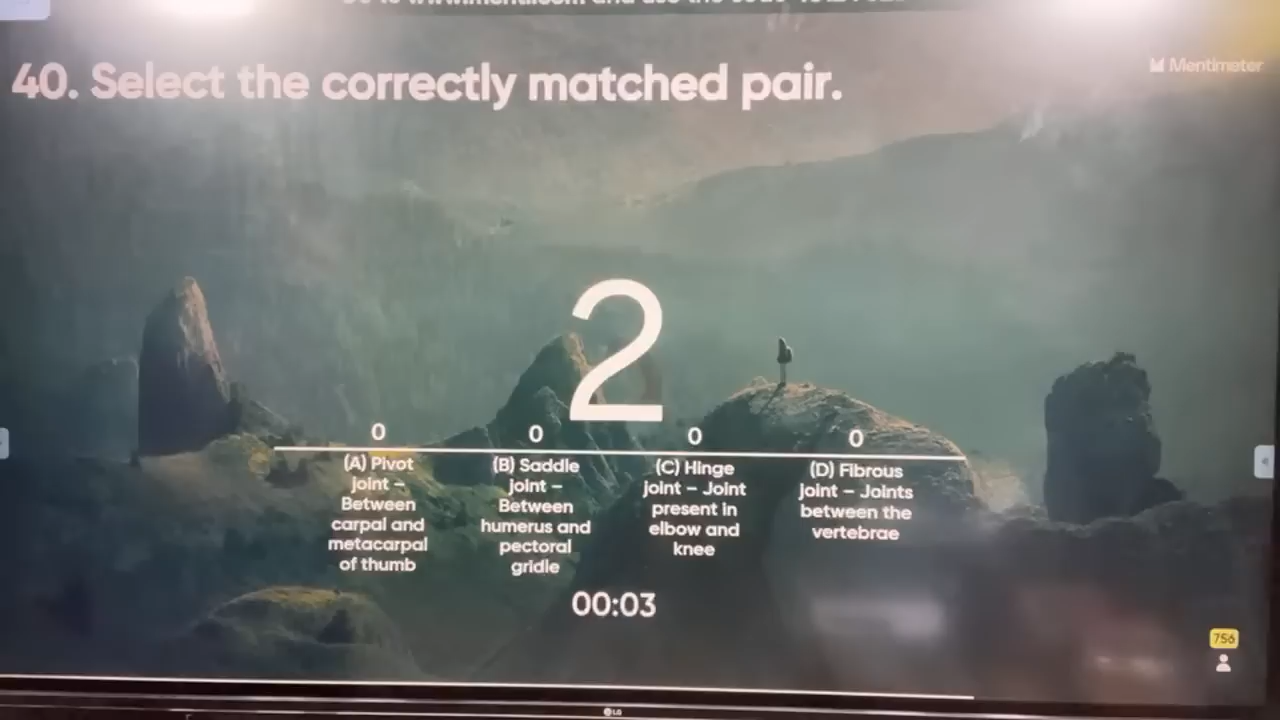 40. Select the correctly matched pair.
Mentimeter
2
0
0
0
0
(A) Pivot
joint –
Between
carpal and
metacarpal
of thumb
(B) Saddle
joint –
Between
humerus and
pectoral
gridle
(C) Hinge
joint – Joint
present in
elbow and
knee
(D) Fibrous
joint – Joints
between the
vertebrae
00:03
756
LG